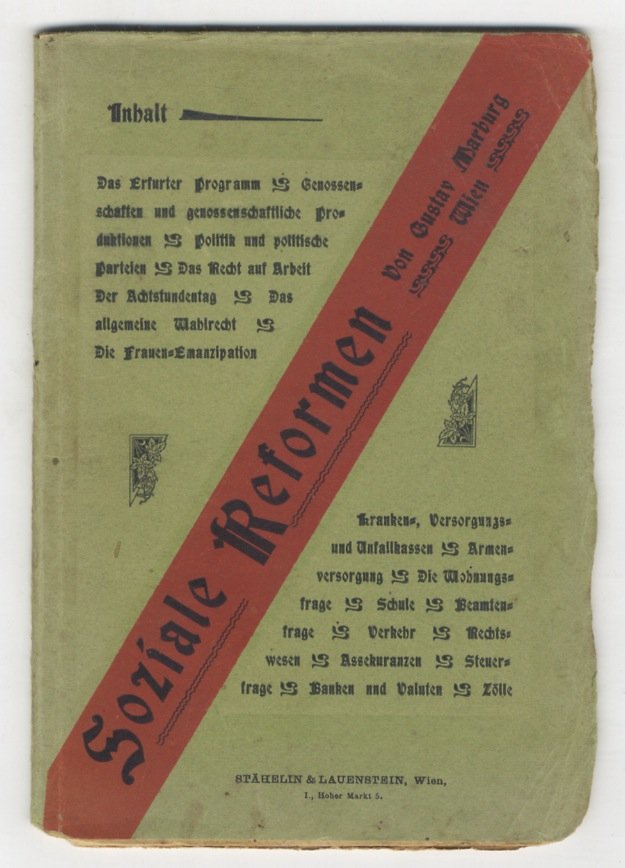 Inhalt
Das Erfurter Programm Genossen=
schaften und genossenschaftliche Pro=
duktionen Politik und politische
Parteien Das Recht auf Arbeit
Der Achtstundentag Das
allgemeine Wahlrecht
Die Frauen=Emanzipation
Soziale Reformen von Gustav Marburg
Wien
Kranken=, Versorgungs=
und Unfallkassen Armen=
versorgung Die Wohnungs=
frage Schule Beamten=
frage Verkehr Rechts=
wesen Assekuranzen Steuer=
frage Banken und Valuten Zölle
STÄHELIN & LAUENSTEIN, Wien,
I., Hoher Markt 5.